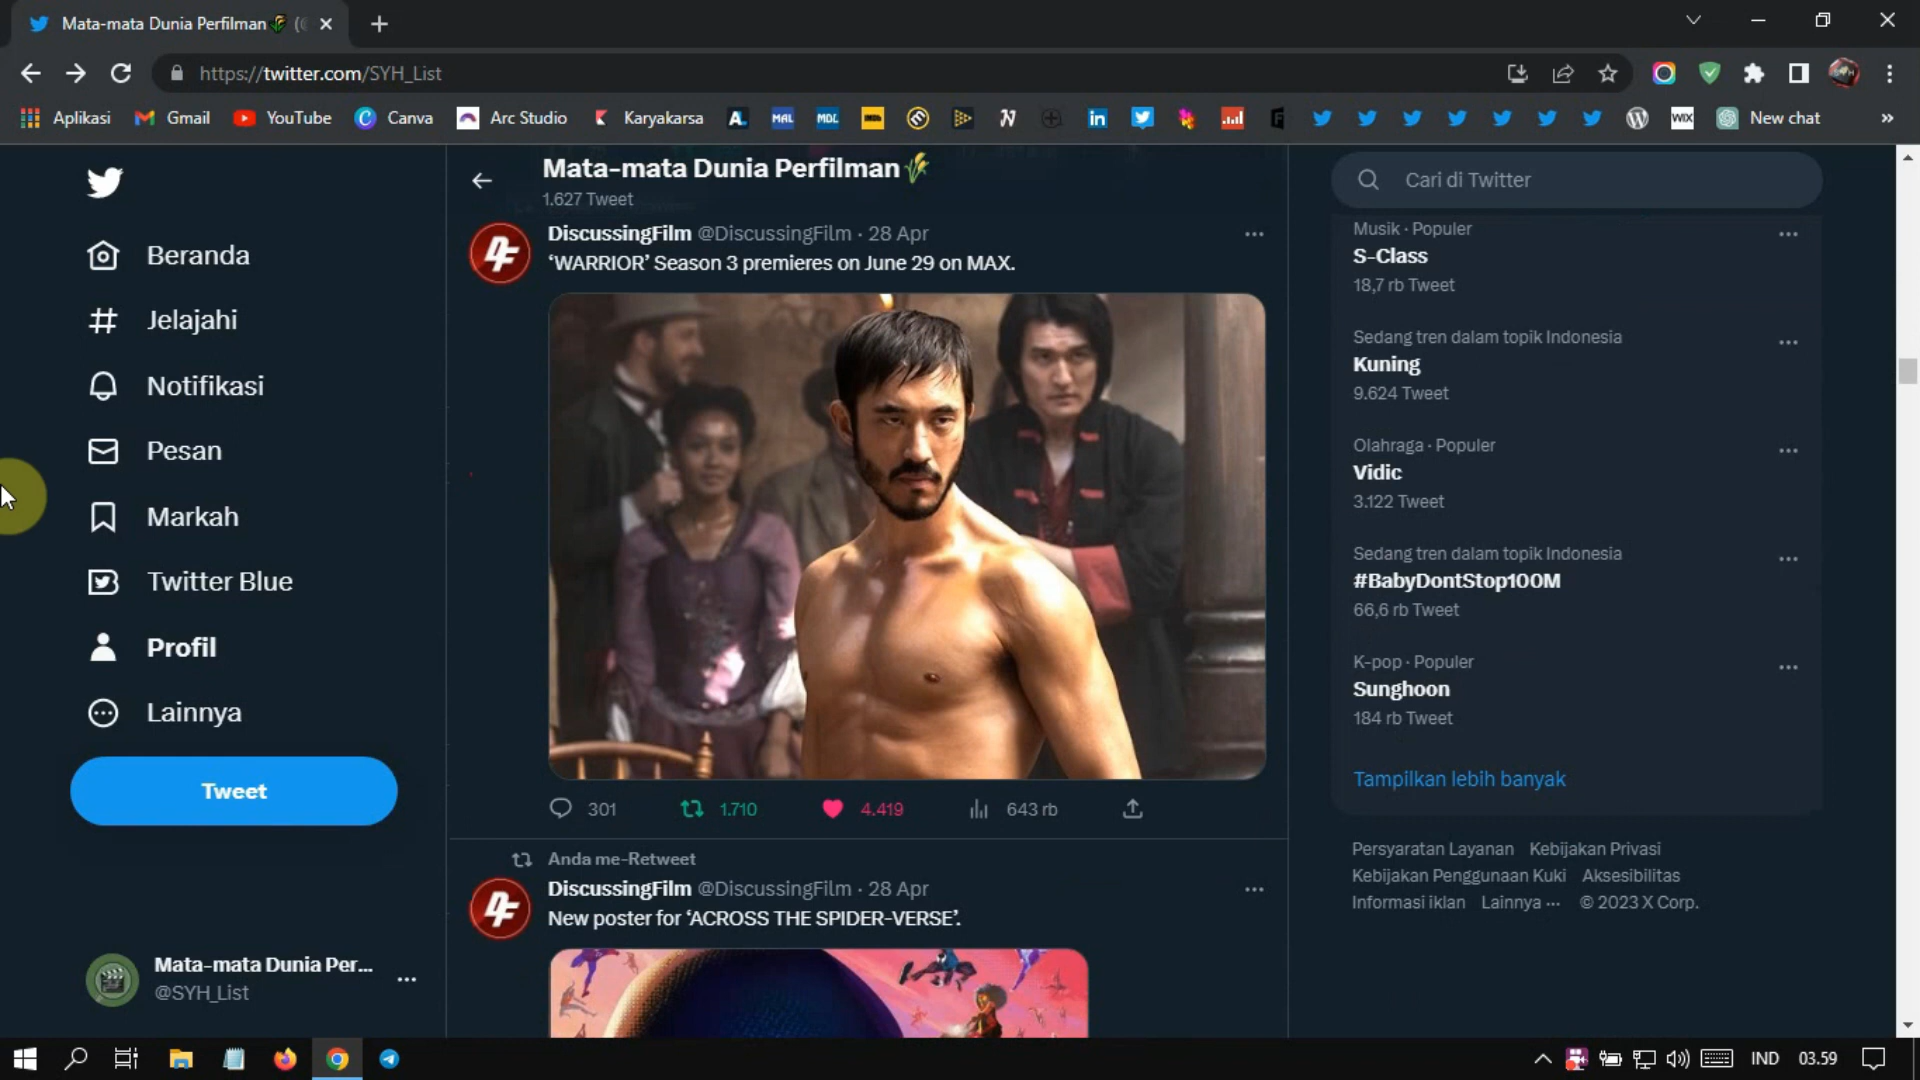 Mata-mata Dunia Perfilman
https://twitter.com/SYH_List
Aplikasi
Gmail
YouTube
Canva
Arc Studio
Karyakarsa
MAL
MDL
WIX
New chat
Beranda
Jelajahi
Notifikasi
Pesan
Markah
Twitter Blue
Profil
Lainnya
Tweet
Mata-mata Dunia Per...
@SYH_List
Mata-mata Dunia Perfilman
1.627 Tweet
DiscussingFilm @DiscussingFilm · 28 Apr
‘WARRIOR’ Season 3 premieres on June 29 on MAX.
301
1.710
4.419
643 rb
Anda me-Retweet
DiscussingFilm @DiscussingFilm · 28 Apr
New poster for ‘ACROSS THE SPIDER-VERSE’.
Cari di Twitter
Musik · Populer
S-Class
18,7 rb Tweet
Sedang tren dalam topik Indonesia
Kuning
9.624 Tweet
Olahraga · Populer
Vidic
3.122 Tweet
Sedang tren dalam topik Indonesia
#BabyDontStop100M
66,6 rb Tweet
K-pop · Populer
Sunghoon
184 rb Tweet
Tampilkan lebih banyak
Persyaratan Layanan Kebijakan Privasi
Kebijakan Penggunaan Kuki Aksesibilitas
Informasi iklan Lainnya ··· © 2023 X Corp.
IND
03.59